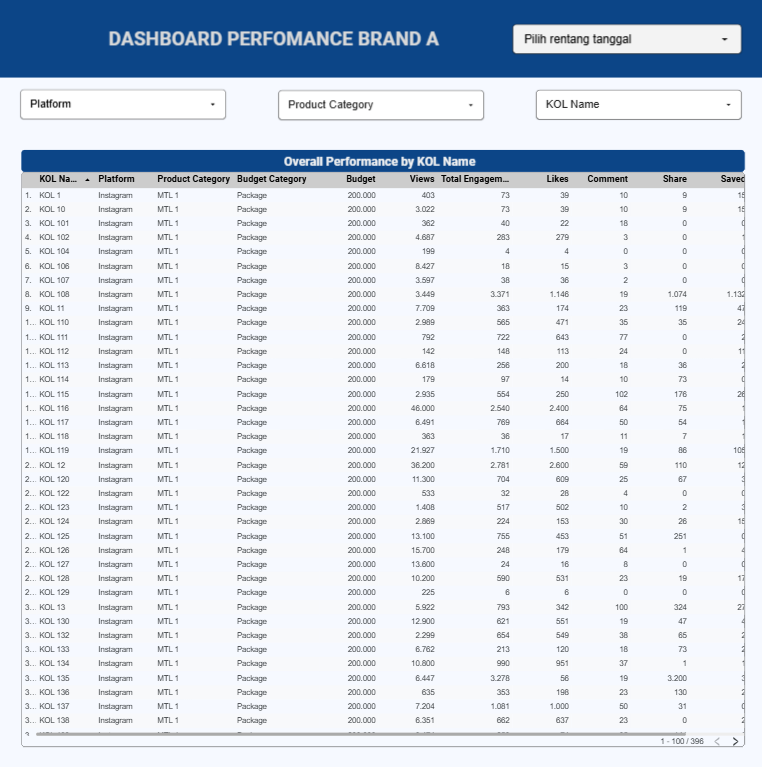 DASHBOARD PERFOMANCE BRAND A
Pilih rentang tanggal
Platform
Product Category
KOL Name
Overall Performance by KOL Name
KOL Na... Platform Product Category Budget Category Budget Views Total Engagem... Likes Comment Share Saved
1. KOL 1 Instagram MTL 1 Package 200.000 403 73 39 10 9 15
2. KOL 10 Instagram MTL 1 Package 200.000 3.022 73 39 10 9 15
3. KOL 101 Instagram MTL 1 Package 200.000 362 40 22 18 0 0
4. KOL 102 Instagram MTL 1 Package 200.000 4.687 283 279 3 0 1
5. KOL 104 Instagram MTL 1 Package 200.000 199 4 4 0 0 0
6. KOL 106 Instagram MTL 1 Package 200.000 8.427 18 15 3 0 0
7. KOL 107 Instagram MTL 1 Package 200.000 3.597 38 36 2 0 0
8. KOL 108 Instagram MTL 1 Package 200.000 3.449 3.371 1.146 19 1.074 1.132
9. KOL 11 Instagram MTL 1 Package 200.000 7.709 363 174 23 119 47
1... KOL 110 Instagram MTL 1 Package 200.000 2.989 565 471 35 35 24
1... KOL 111 Instagram MTL 1 Package 200.000 792 722 643 77 0 2
1... KOL 112 Instagram MTL 1 Package 200.000 142 148 113 24 0 11
1... KOL 113 Instagram MTL 1 Package 200.000 6.618 256 200 18 36 2
1... KOL 114 Instagram MTL 1 Package 200.000 179 97 14 10 73 0
1... KOL 115 Instagram MTL 1 Package 200.000 2.935 554 250 102 176 26
1... KOL 116 Instagram MTL 1 Package 200.000 46.000 2.540 2.400 64 75 1
1... KOL 117 Instagram MTL 1 Package 200.000 6.491 769 664 50 54 1
1... KOL 118 Instagram MTL 1 Package 200.000 363 36 17 11 7 1
1... KOL 119 Instagram MTL 1 Package 200.000 21.927 1.710 1.500 19 86 105
2... KOL 12 Instagram MTL 1 Package 200.000 36.200 2.781 2.600 59 110 12
2... KOL 120 Instagram MTL 1 Package 200.000 11.300 704 609 25 67 3
2... KOL 122 Instagram MTL 1 Package 200.000 533 32 28 4 0 0
2... KOL 123 Instagram MTL 1 Package 200.000 1.408 517 502 10 2 3
2... KOL 124 Instagram MTL 1 Package 200.000 2.869 224 153 30 26 15
2... KOL 125 Instagram MTL 1 Package 200.000 13.100 755 453 51 251 0
2... KOL 126 Instagram MTL 1 Package 200.000 15.700 248 179 64 1 4
2... KOL 127 Instagram MTL 1 Package 200.000 13.600 24 16 8 0 0
2... KOL 128 Instagram MTL 1 Package 200.000 10.200 590 531 23 19 17
2... KOL 129 Instagram MTL 1 Package 200.000 225 6 6 0 0 0
3... KOL 13 Instagram MTL 1 Package 200.000 5.922 793 342 100 324 27
3... KOL 130 Instagram MTL 1 Package 200.000 12.900 621 551 19 47 4
3... KOL 132 Instagram MTL 1 Package 200.000 2.299 654 549 38 65 2
3... KOL 133 Instagram MTL 1 Package 200.000 6.762 213 120 18 73 2
3... KOL 134 Instagram MTL 1 Package 200.000 10.800 990 951 37 1 1
3... KOL 135 Instagram MTL 1 Package 200.000 6.447 3.278 56 19 3.200 3
3... KOL 136 Instagram MTL 1 Package 200.000 635 353 198 23 130 2
3... KOL 137 Instagram MTL 1 Package 200.000 7.204 1.081 1.000 50 31 0
3... KOL 138 Instagram MTL 1 Package 200.000 6.351 662 637 23 0 2
1 - 100 / 396